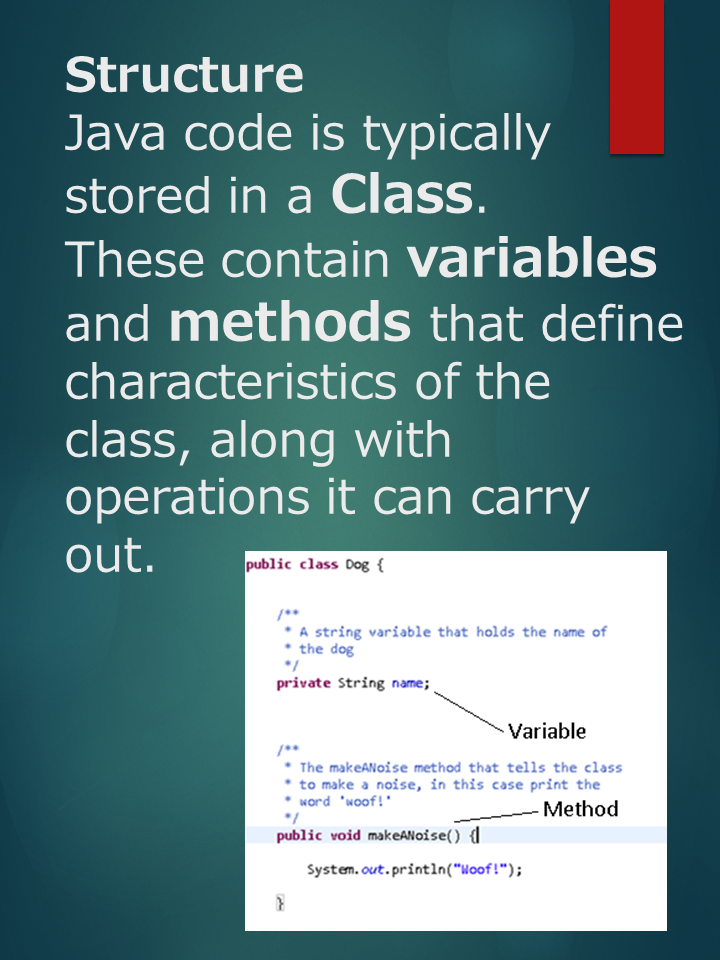 Structure
Java code is typically
stored in a Class.
These contain variables
and methods that define
characteristics of the
class, along with
operations it can carry
out.
public class Dog {
/**
* A string variable that holds the name of
* the dog
*/
private String name;
Variable
/**
* The makeANoise method that tells the class
* to make a noise, in this case print the
* word 'woof!'
*/
Method
public void makeANoise() {
System.out.println("Woof!");
}